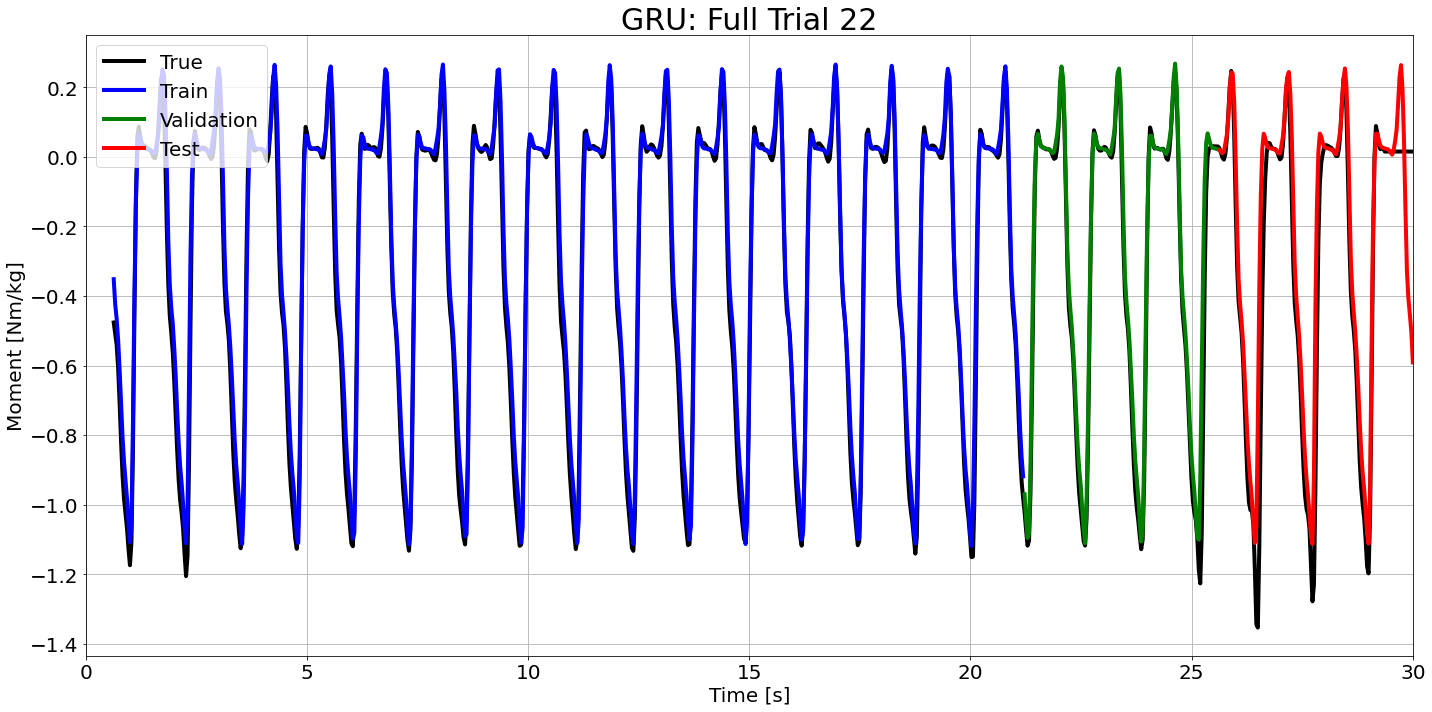 GRU: Full Trial 22
True
Train
Validation
Test
Moment [Nm/kg]
0.2
0.0
−0.2
−0.4
−0.6
−0.8
−1.0
−1.2
−1.4
0 5 10 15 20 25 30
Time [s]